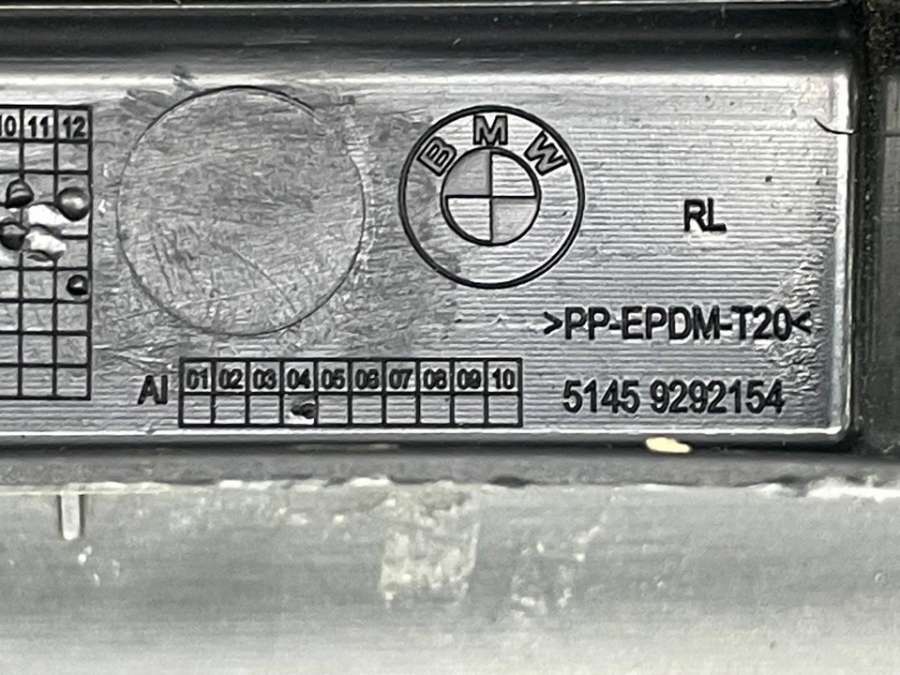 10 11 12
BMW
RL
>PP-EPDM-T20<
AI 01 02 03 04 05 06 07 08 09 10
5145 9292154